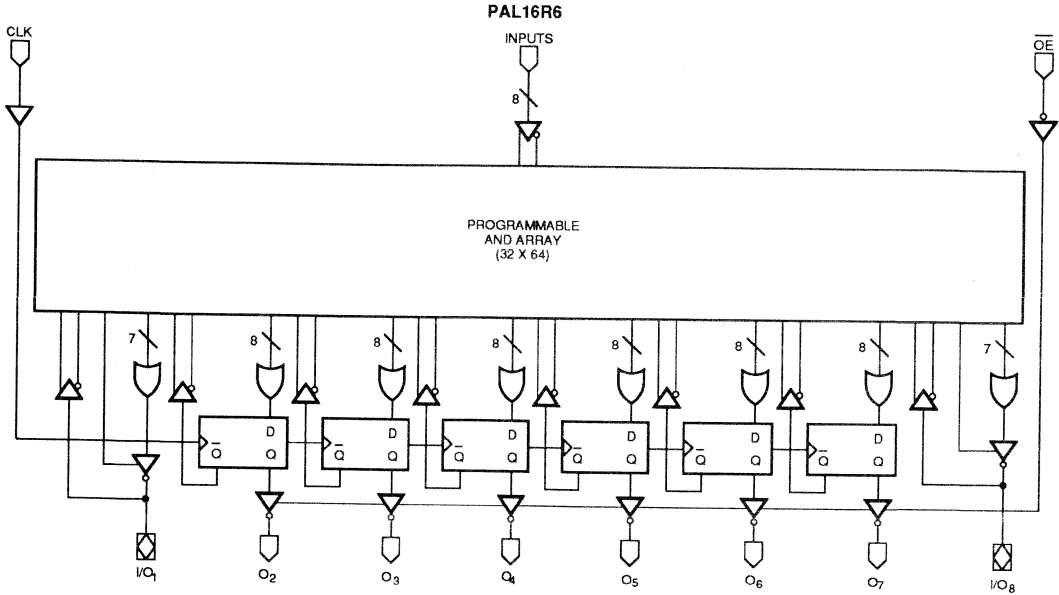 PAL16R6
CLK
INPUTS
OE
8
PROGRAMMABLE
AND ARRAY
(32 X 64)
7 8 8 8 8 8 8 7
D D D D D D
Q Q Q Q Q Q Q Q Q Q Q Q
I/O1 O2 O3 O4 O5 O6 O7 I/O8